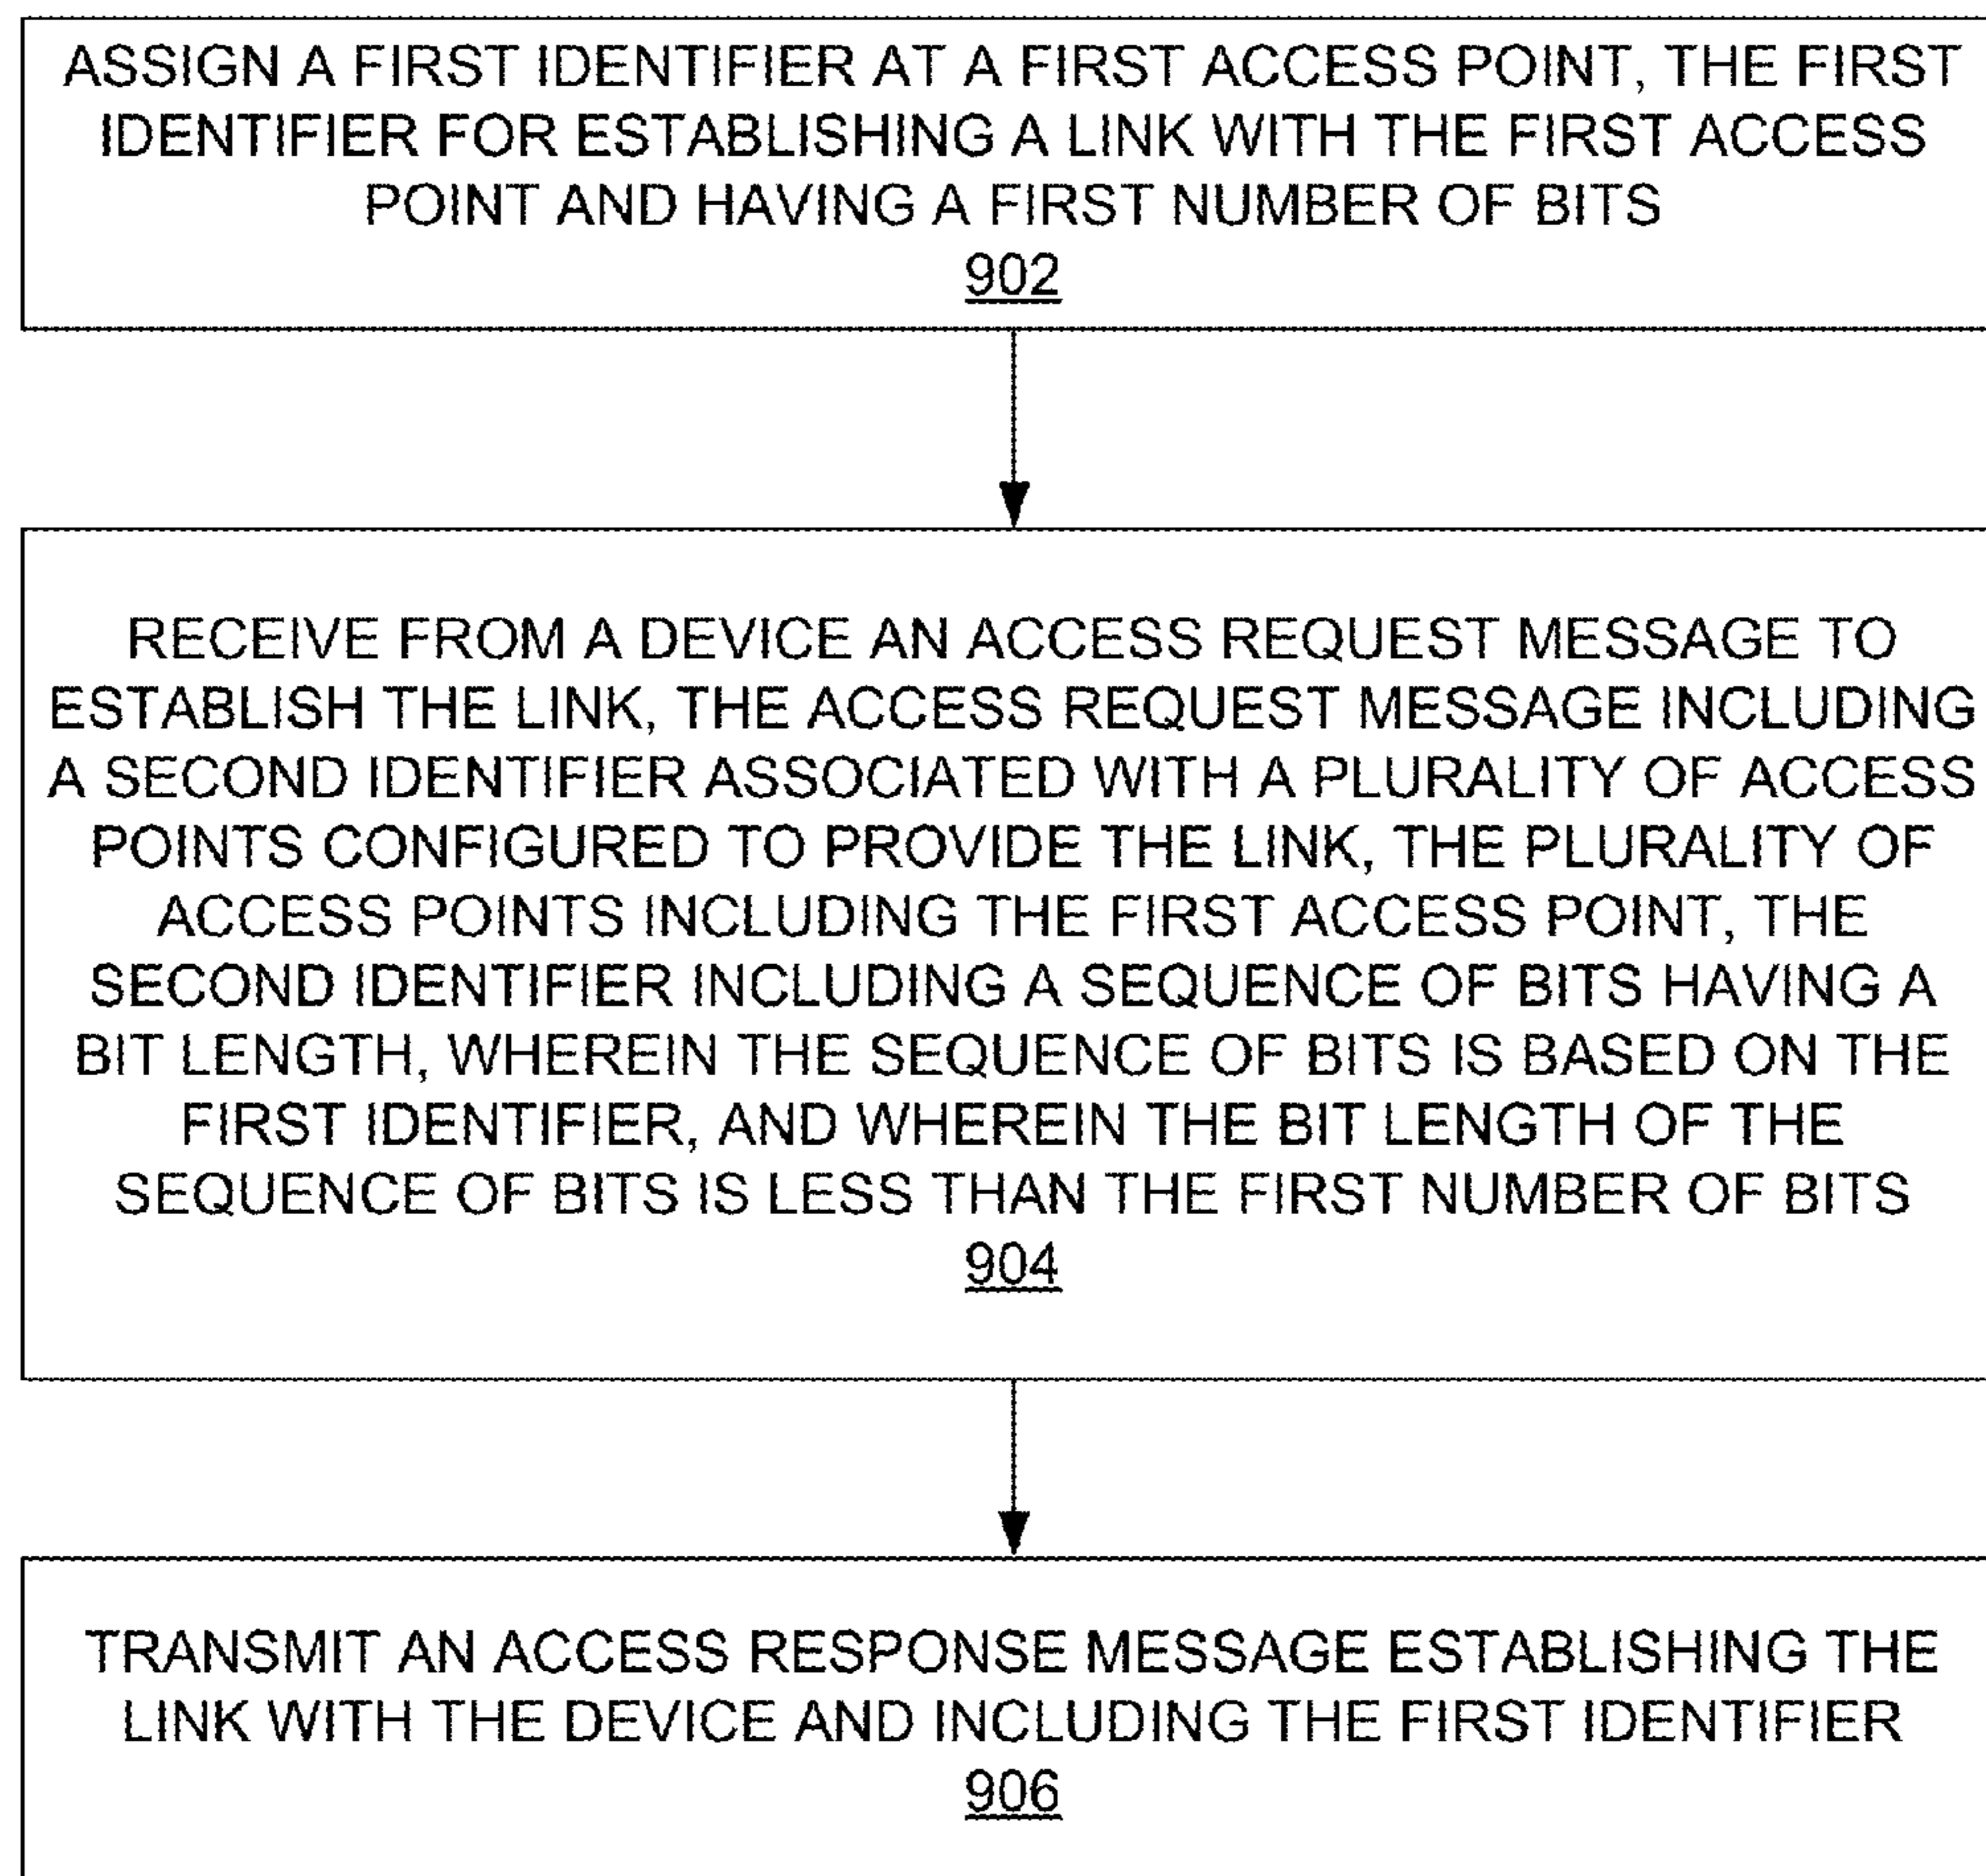 ASSIGN A FIRST IDENTIFIER AT A FIRST ACCESS POINT, THE FIRST
IDENTIFIER FOR ESTABLISHING A LINK WITH THE FIRST ACCESS
POINT AND HAVING A FIRST NUMBER OF BITS
902
RECEIVE FROM A DEVICE AN ACCESS REQUEST MESSAGE TO
ESTABLISH THE LINK, THE ACCESS REQUEST MESSAGE INCLUDING
A SECOND IDENTIFIER ASSOCIATED WITH A PLURALITY OF ACCESS
POINTS CONFIGURED TO PROVIDE THE LINK, THE PLURALITY OF
ACCESS POINTS INCLUDING THE FIRST ACCESS POINT, THE
SECOND IDENTIFIER INCLUDING A SEQUENCE OF BITS HAVING A
BIT LENGTH, WHEREIN THE SEQUENCE OF BITS IS BASED ON THE
FIRST IDENTIFIER, AND WHEREIN THE BIT LENGTH OF THE
SEQUENCE OF BITS IS LESS THAN THE FIRST NUMBER OF BITS
904
TRANSMIT AN ACCESS RESPONSE MESSAGE ESTABLISHING THE
LINK WITH THE DEVICE AND INCLUDING THE FIRST IDENTIFIER
906